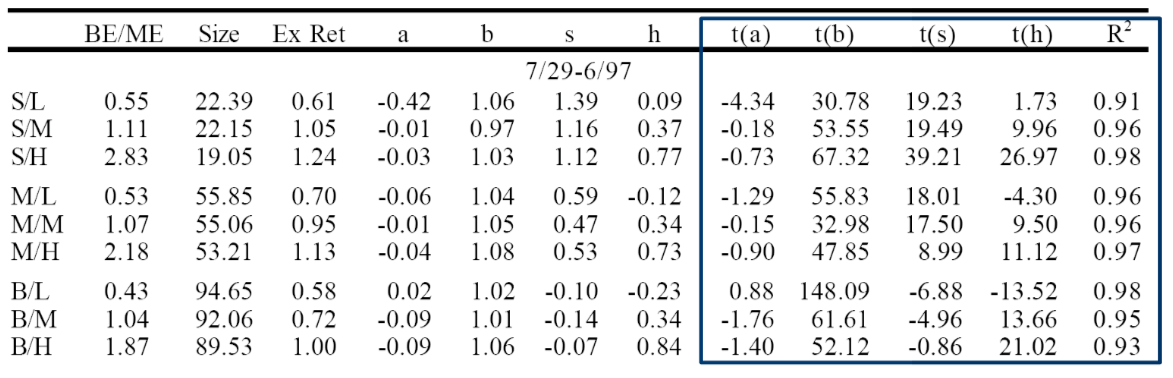 BE/ME Size Ex Ret a b s h t(a) t(b) t(s) t(h) R²
7/29-6/97
S/L 0.55 22.39 0.61 -0.42 1.06 1.39 0.09 -4.34 30.78 19.23 1.73 0.91
S/M 1.11 22.15 1.05 -0.01 0.97 1.16 0.37 -0.18 53.55 19.49 9.96 0.96
S/H 2.83 19.05 1.24 -0.03 1.03 1.12 0.77 -0.73 67.32 39.21 26.97 0.98
M/L 0.53 55.85 0.70 -0.06 1.04 0.59 -0.12 -1.29 55.83 18.01 -4.30 0.96
M/M 1.07 55.06 0.95 -0.01 1.05 0.47 0.34 -0.15 32.98 17.50 9.50 0.96
M/H 2.18 53.21 1.13 -0.04 1.08 0.53 0.73 -0.90 47.85 8.99 11.12 0.97
B/L 0.43 94.65 0.58 0.02 1.02 -0.10 -0.23 0.88 148.09 -6.88 -13.52 0.98
B/M 1.04 92.06 0.72 -0.09 1.01 -0.14 0.34 -1.76 61.61 -4.96 13.66 0.95
B/H 1.87 89.53 1.00 -0.09 1.06 -0.07 0.84 -1.40 52.12 -0.86 21.02 0.93